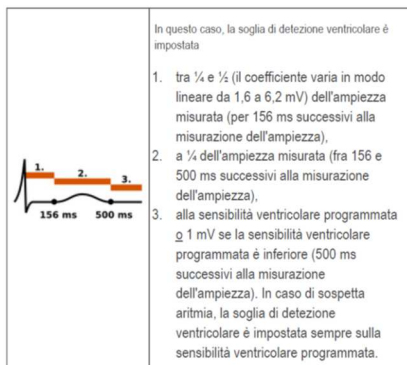 In questo caso, la soglia di detezione ventricolare è
impostata
1. tra ¼ e ½ (il coefficiente varia in modo
lineare da 1,6 a 6,2 mV) dell'ampiezza
misurata (per 156 ms successivi alla
misurazione dell'ampiezza),
2. a ¼ dell'ampiezza misurata (fra 156 e
500 ms successivi alla misurazione
dell'ampiezza),
3. alla sensibilità ventricolare programmata
o 1 mV se la sensibilità ventricolare
programmata è inferiore (500 ms
successivi alla misurazione
dell'ampiezza). In caso di sospetta
aritmia, la soglia di detezione
ventricolare è impostata sempre sulla
sensibilità ventricolare programmata.
1.
2.
3.
156 ms
500 ms